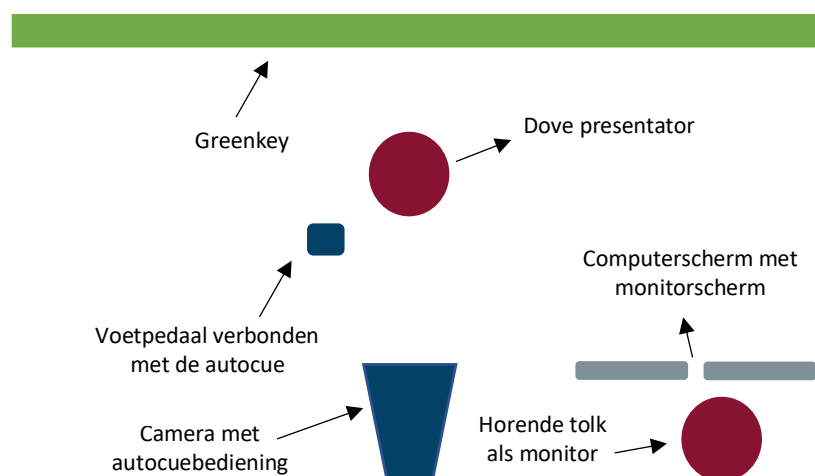 Greenkey
Dove presentator
Computerscherm met
monitorscherm
Voetpedaal verbonden
met de autocue
Camera met
autocuebediening
Horende tolk
als monitor